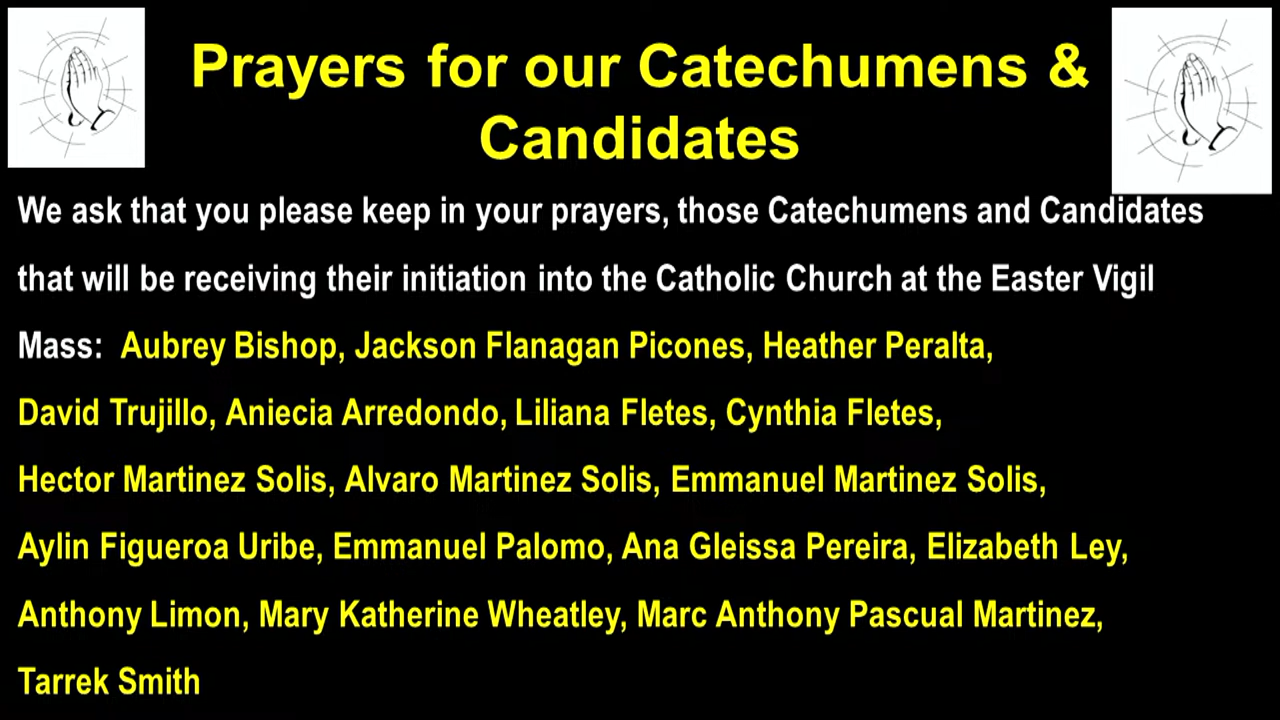 Prayers for our Catechumens &
Candidates
We ask that you please keep in your prayers, those Catechumens and Candidates
that will be receiving their initiation into the Catholic Church at the Easter Vigil
Mass: Aubrey Bishop, Jackson Flanagan Picones, Heather Peralta,
David Trujillo, Aniecia Arredondo, Liliana Fletes, Cynthia Fletes,
Hector Martinez Solis, Alvaro Martinez Solis, Emmanuel Martinez Solis,
Aylin Figueroa Uribe, Emmanuel Palomo, Ana Gleissa Pereira, Elizabeth Ley,
Anthony Limon, Mary Katherine Wheatley, Marc Anthony Pascual Martinez,
Tarrek Smith